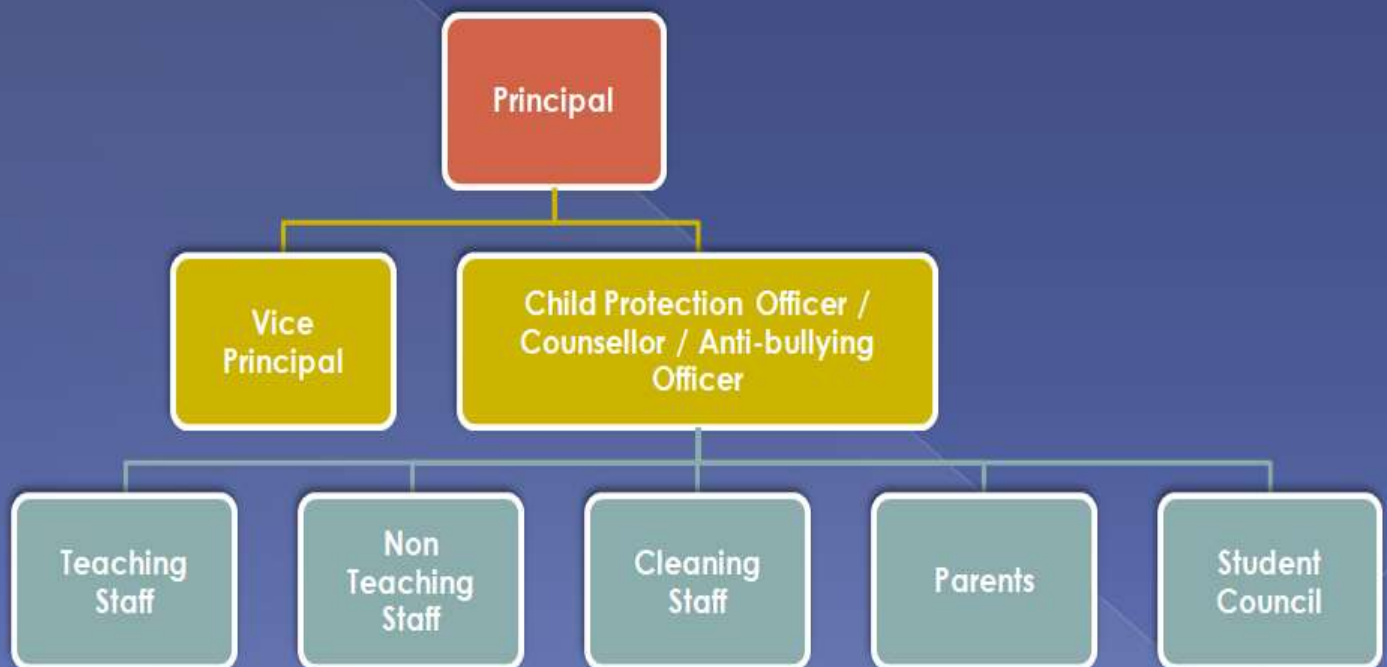 Principal
Vice
Principal
Child Protection Officer /
Counsellor / Anti-bullying
Officer
Teaching
Staff
Non
Teaching
Staff
Cleaning
Staff
Parents
Student
Council